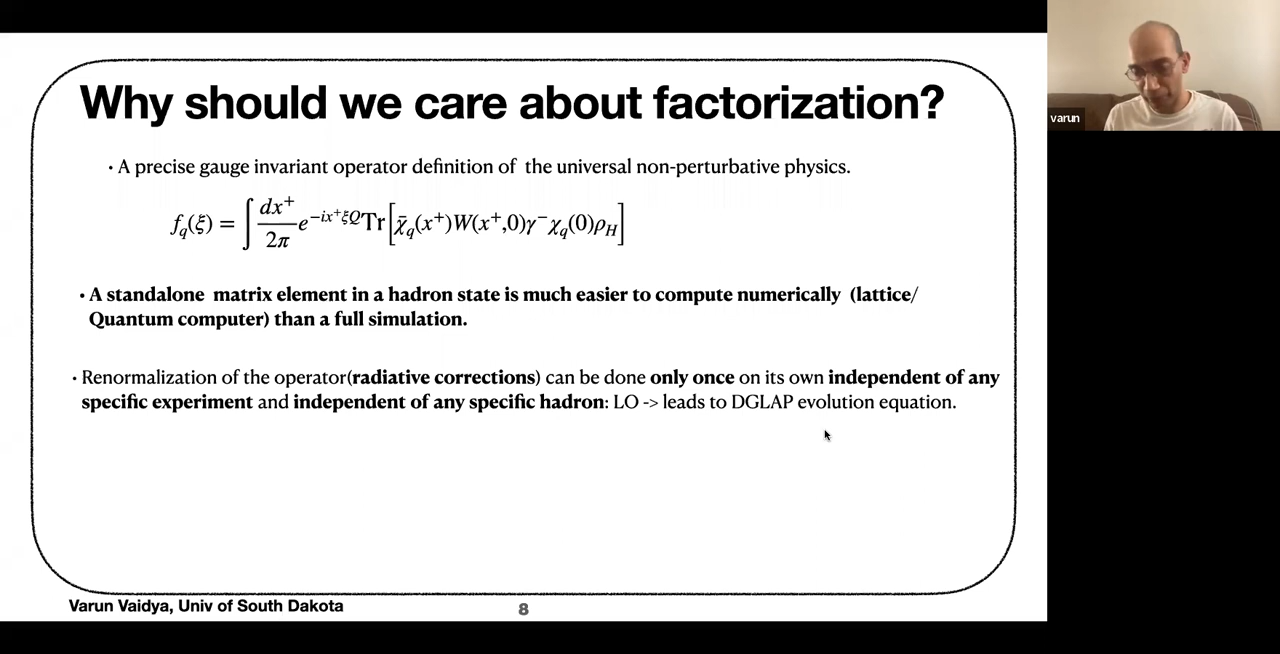 Why should we care about factorization?
varun
· A precise gauge invariant operator definition of the universal non-perturbative physics.
f_q(ξ) = ∫ dx⁺/2π e^{−ix⁺ξQ} Tr[χ̄_q(x⁺)W(x⁺,0)γ⁻χ_q(0)ρ_H]
· A standalone matrix element in a hadron state is much easier to compute numerically (lattice/
Quantum computer) than a full simulation.
· Renormalization of the operator(radiative corrections) can be done only once on its own independent of any
specific experiment and independent of any specific hadron: LO -> leads to DGLAP evolution equation.
Varun Vaidya, Univ of South Dakota
8